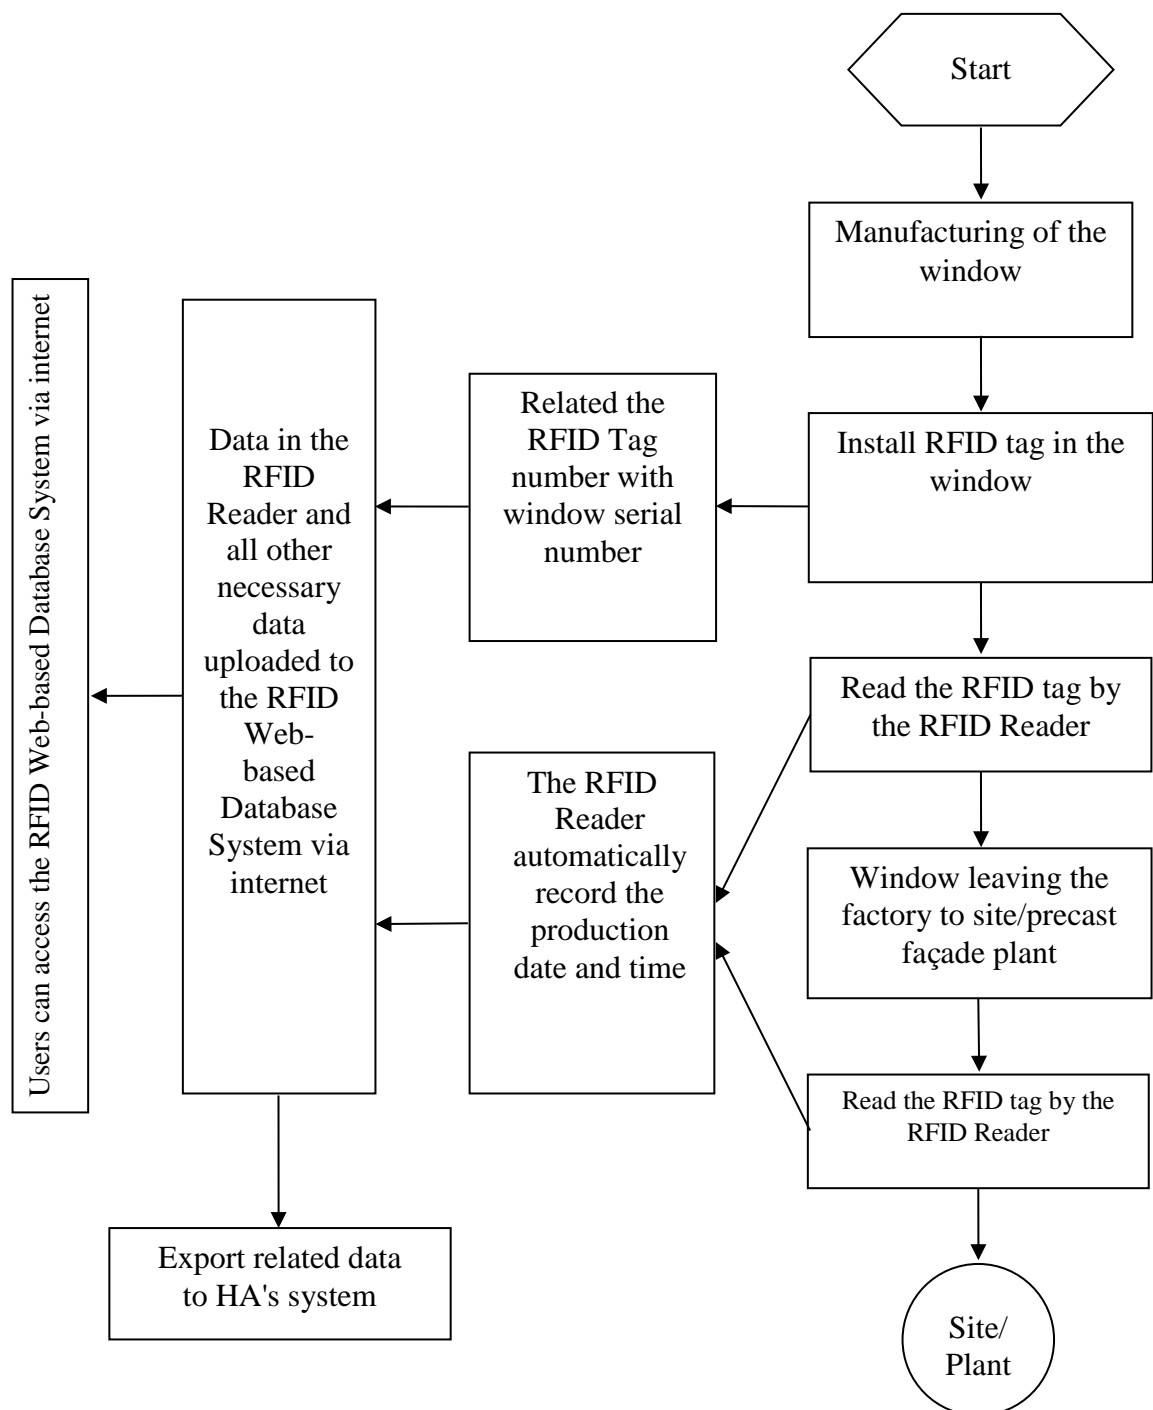 Start
Manufacturing of the
window
Install RFID tag in the
window
Related the
RFID Tag
number with
window serial
number
Data in the
RFID
Reader and
all other
necessary
data
uploaded to
the RFID
Web-
based
Database
System via
internet
Users can access the RFID Web-based Database System via internet
Read the RFID tag by
the RFID Reader
The RFID
Reader
automatically
record the
production
date and time
Window leaving the
factory to site/precast
façade plant
Read the RFID tag by the
RFID Reader
Export related data
to HA's system
Site/
Plant